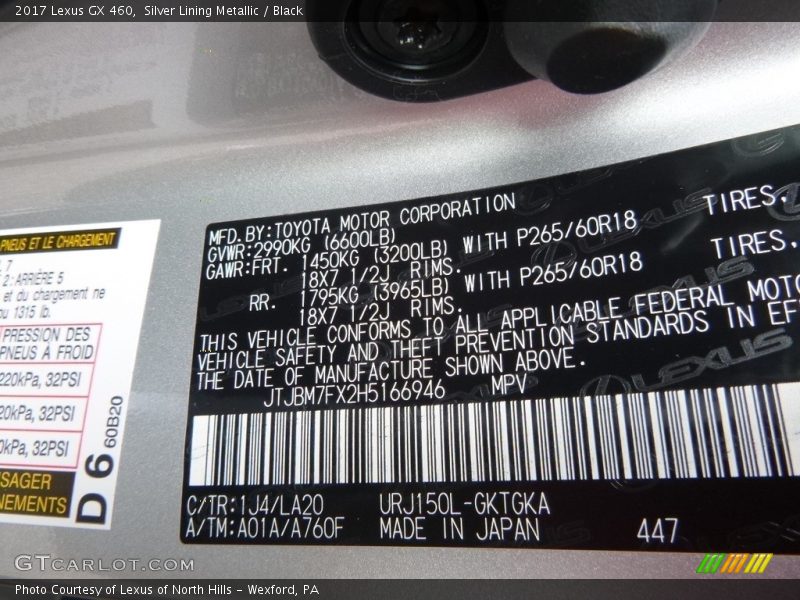 2017 Lexus GX 460, Silver Lining Metallic / Black
PNEUS ET LE CHARGEMENT
7
2 : ARRIÈRE 5
et du chargement ne
ou 1315 lb.
PRESSION DES
PNEUS À FROID
220kPa, 32PSI
20kPa, 32PSI
0kPa, 32PSI
SAGER
NEMENTS
D6 60B20
MFD. BY: TOYOTA MOTOR CORPORATION
GVWR: 2990KG (6600LB)
GAWR: FRT. 1450KG (3200LB) WITH P265/60R18 TIRES.
18X7 1/2J RIMS.
RR. 1795KG (3965LB) WITH P265/60R18 TIRES.
18X7 1/2J RIMS.
THIS VEHICLE CONFORMS TO ALL APPLICABLE FEDERAL MOTO
VEHICLE SAFETY AND THEFT PREVENTION STANDARDS IN EF
THE DATE OF MANUFACTURE SHOWN ABOVE.
JTJBM7FX2H5166946 MPV
LEXUS
C/TR: 1J4/LA20 URJ150L-GKTGKA
A/TM: A01A/A760F MADE IN JAPAN 447
GTCARLOT.COM
Photo Courtesy of Lexus of North Hills - Wexford, PA